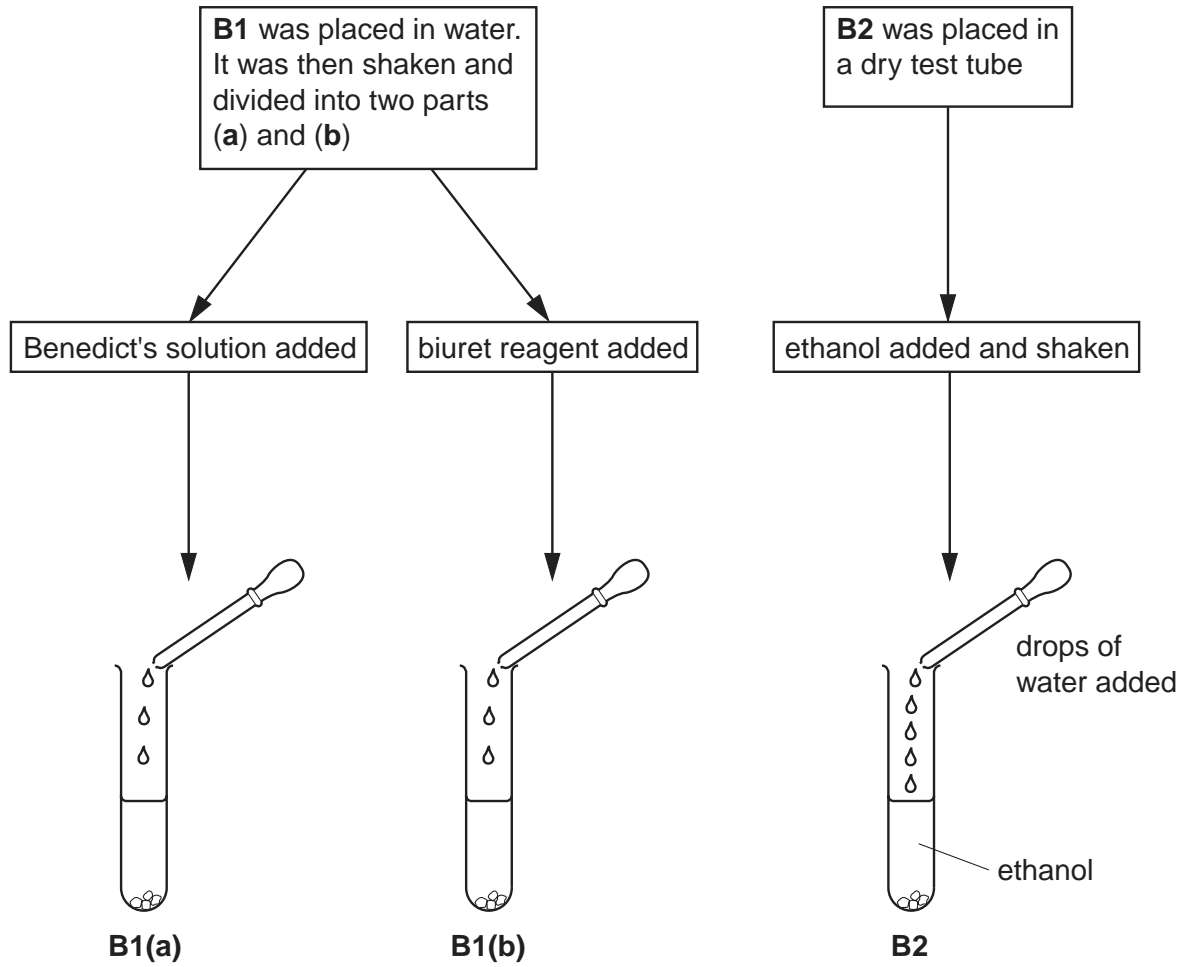 B1 was placed in water.
It was then shaken and
divided into two parts
(a) and (b)
B2 was placed in
a dry test tube
Benedict's solution added
biuret reagent added
ethanol added and shaken
drops of
water added
ethanol
B1(a)
B1(b)
B2